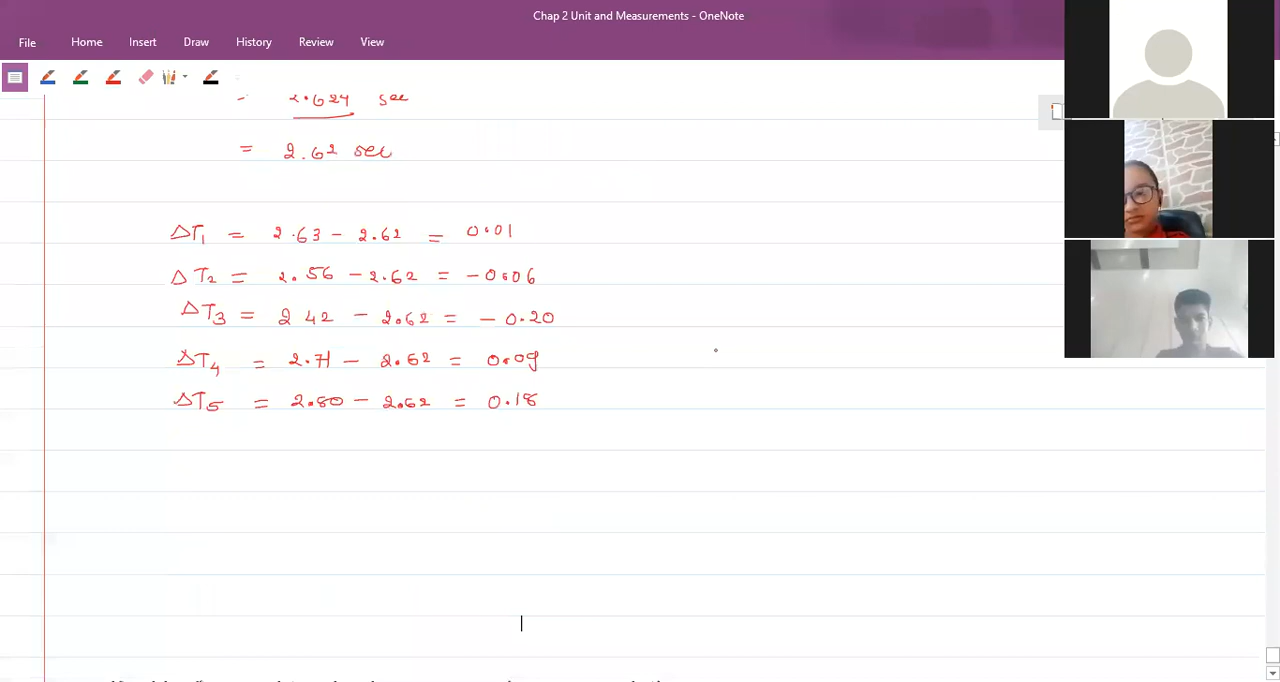 Chap 2 Unit and Measurements - OneNote
File Home Insert Draw History Review View
= 2.624 sec
= 2.62 sec
ΔT1 = 2.63 - 2.62 = 0.01
ΔT2 = 2.56 - 2.62 = -0.06
ΔT3 = 2 42 - 2.62 = -0.20
ΔT4 = 2.71 - 2.62 = 0.09
ΔT5 = 2.80 - 2.62 = 0.18